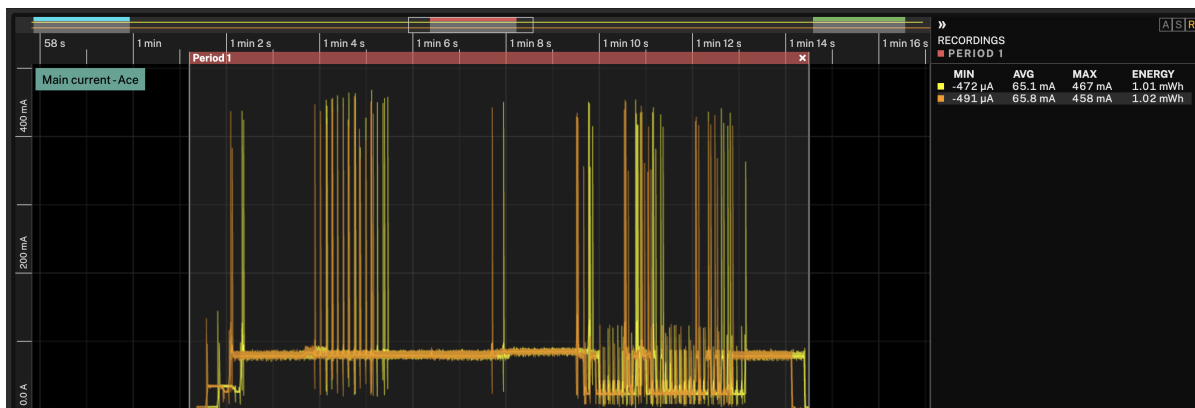 »
A S R
RECORDINGS
PERIOD 1
MIN AVG MAX ENERGY
-472 µA 65.1 mA 467 mA 1.01 mWh
-491 µA 65.8 mA 458 mA 1.02 mWh
58 s 1 min 1 min 2 s 1 min 4 s 1 min 6 s 1 min 8 s 1 min 10 s 1 min 12 s 1 min 14 s 1 min 16 s
Period 1 ×
Main current - Ace
400 mA
200 mA
0.0 A